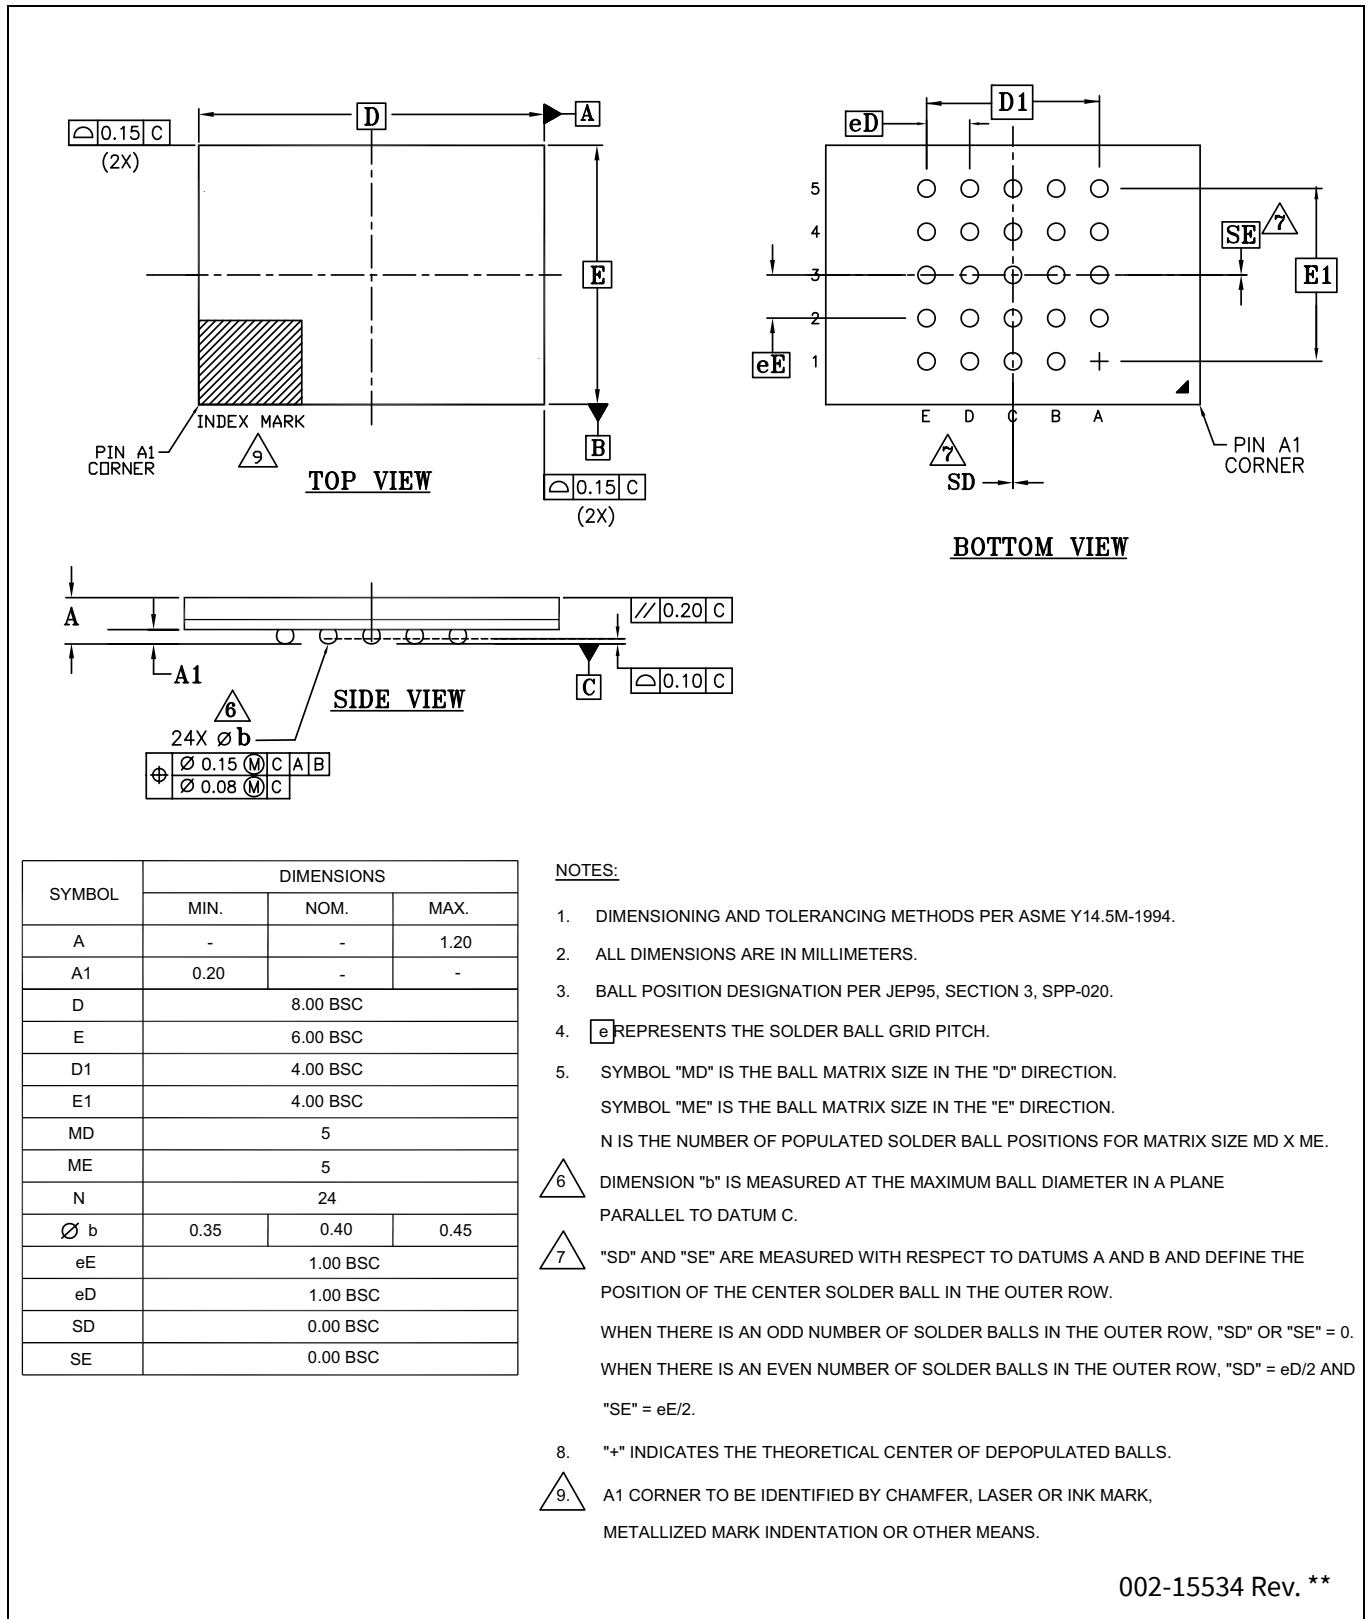 D
A
⌓ 0.15 C
(2X)
E
INDEX MARK
9
PIN A1
CORNER
B
TOP VIEW
⌓ 0.15 C
(2X)
D1
eD
5
4
3
2
1
SE
7
E1
eE
E D C B A
7
SD
PIN A1
CORNER
BOTTOM VIEW
A
A1
// 0.20 C
⌓ 0.10 C
C
SIDE VIEW
6
24X ⌀ b
⌖ ⌀ 0.15 Ⓜ C A B
⌀ 0.08 Ⓜ C
SYMBOL DIMENSIONS
MIN. NOM. MAX.
A - - 1.20
A1 0.20 - -
D 8.00 BSC
E 6.00 BSC
D1 4.00 BSC
E1 4.00 BSC
MD 5
ME 5
N 24
⌀ b 0.35 0.40 0.45
eE 1.00 BSC
eD 1.00 BSC
SD 0.00 BSC
SE 0.00 BSC
NOTES:
1. DIMENSIONING AND TOLERANCING METHODS PER ASME Y14.5M-1994.
2. ALL DIMENSIONS ARE IN MILLIMETERS.
3. BALL POSITION DESIGNATION PER JEP95, SECTION 3, SPP-020.
4. e REPRESENTS THE SOLDER BALL GRID PITCH.
5. SYMBOL "MD" IS THE BALL MATRIX SIZE IN THE "D" DIRECTION.
SYMBOL "ME" IS THE BALL MATRIX SIZE IN THE "E" DIRECTION.
N IS THE NUMBER OF POPULATED SOLDER BALL POSITIONS FOR MATRIX SIZE MD X ME.
6 DIMENSION "b" IS MEASURED AT THE MAXIMUM BALL DIAMETER IN A PLANE
PARALLEL TO DATUM C.
7 "SD" AND "SE" ARE MEASURED WITH RESPECT TO DATUMS A AND B AND DEFINE THE
POSITION OF THE CENTER SOLDER BALL IN THE OUTER ROW.
WHEN THERE IS AN ODD NUMBER OF SOLDER BALLS IN THE OUTER ROW, "SD" OR "SE" = 0.
WHEN THERE IS AN EVEN NUMBER OF SOLDER BALLS IN THE OUTER ROW, "SD" = eD/2 AND
"SE" = eE/2.
8. "+" INDICATES THE THEORETICAL CENTER OF DEPOPULATED BALLS.
9. A1 CORNER TO BE IDENTIFIED BY CHAMFER, LASER OR INK MARK,
METALLIZED MARK INDENTATION OR OTHER MEANS.
002-15534 Rev. **